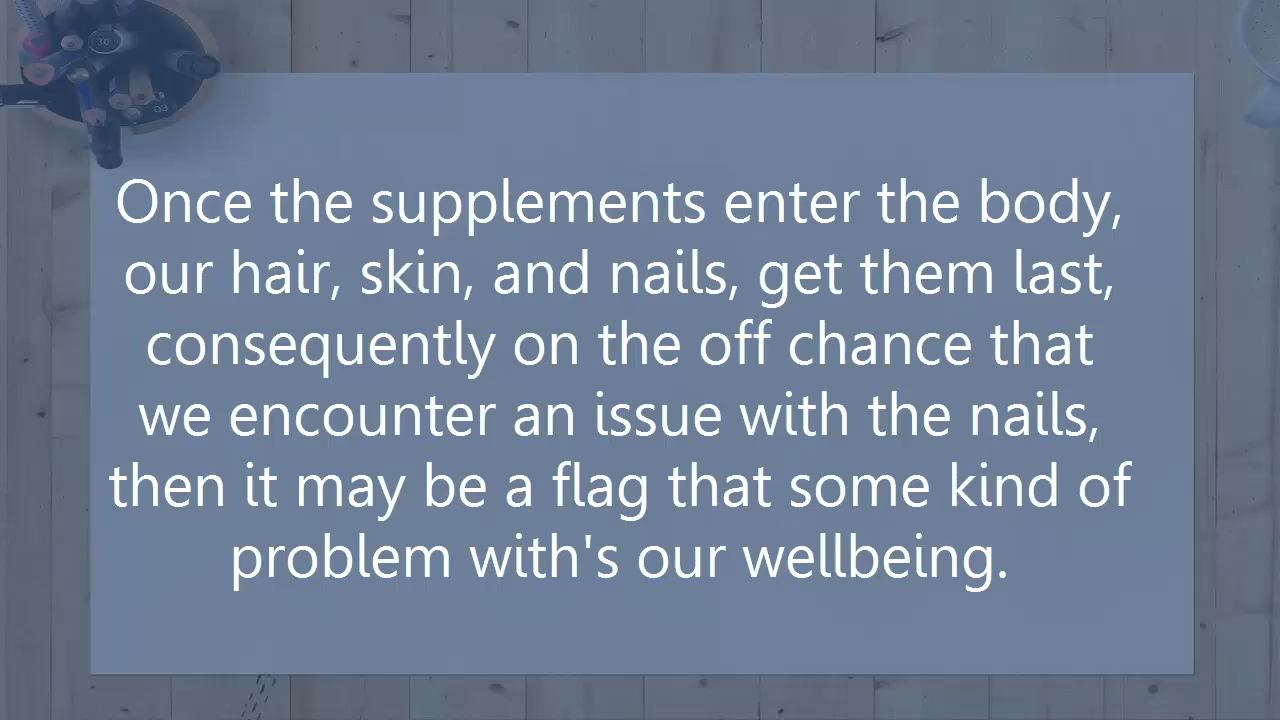 30
03
Once the supplements enter the body,
our hair, skin, and nails, get them last,
consequently on the off chance that
we encounter an issue with the nails,
then it may be a flag that some kind of
problem with's our wellbeing.